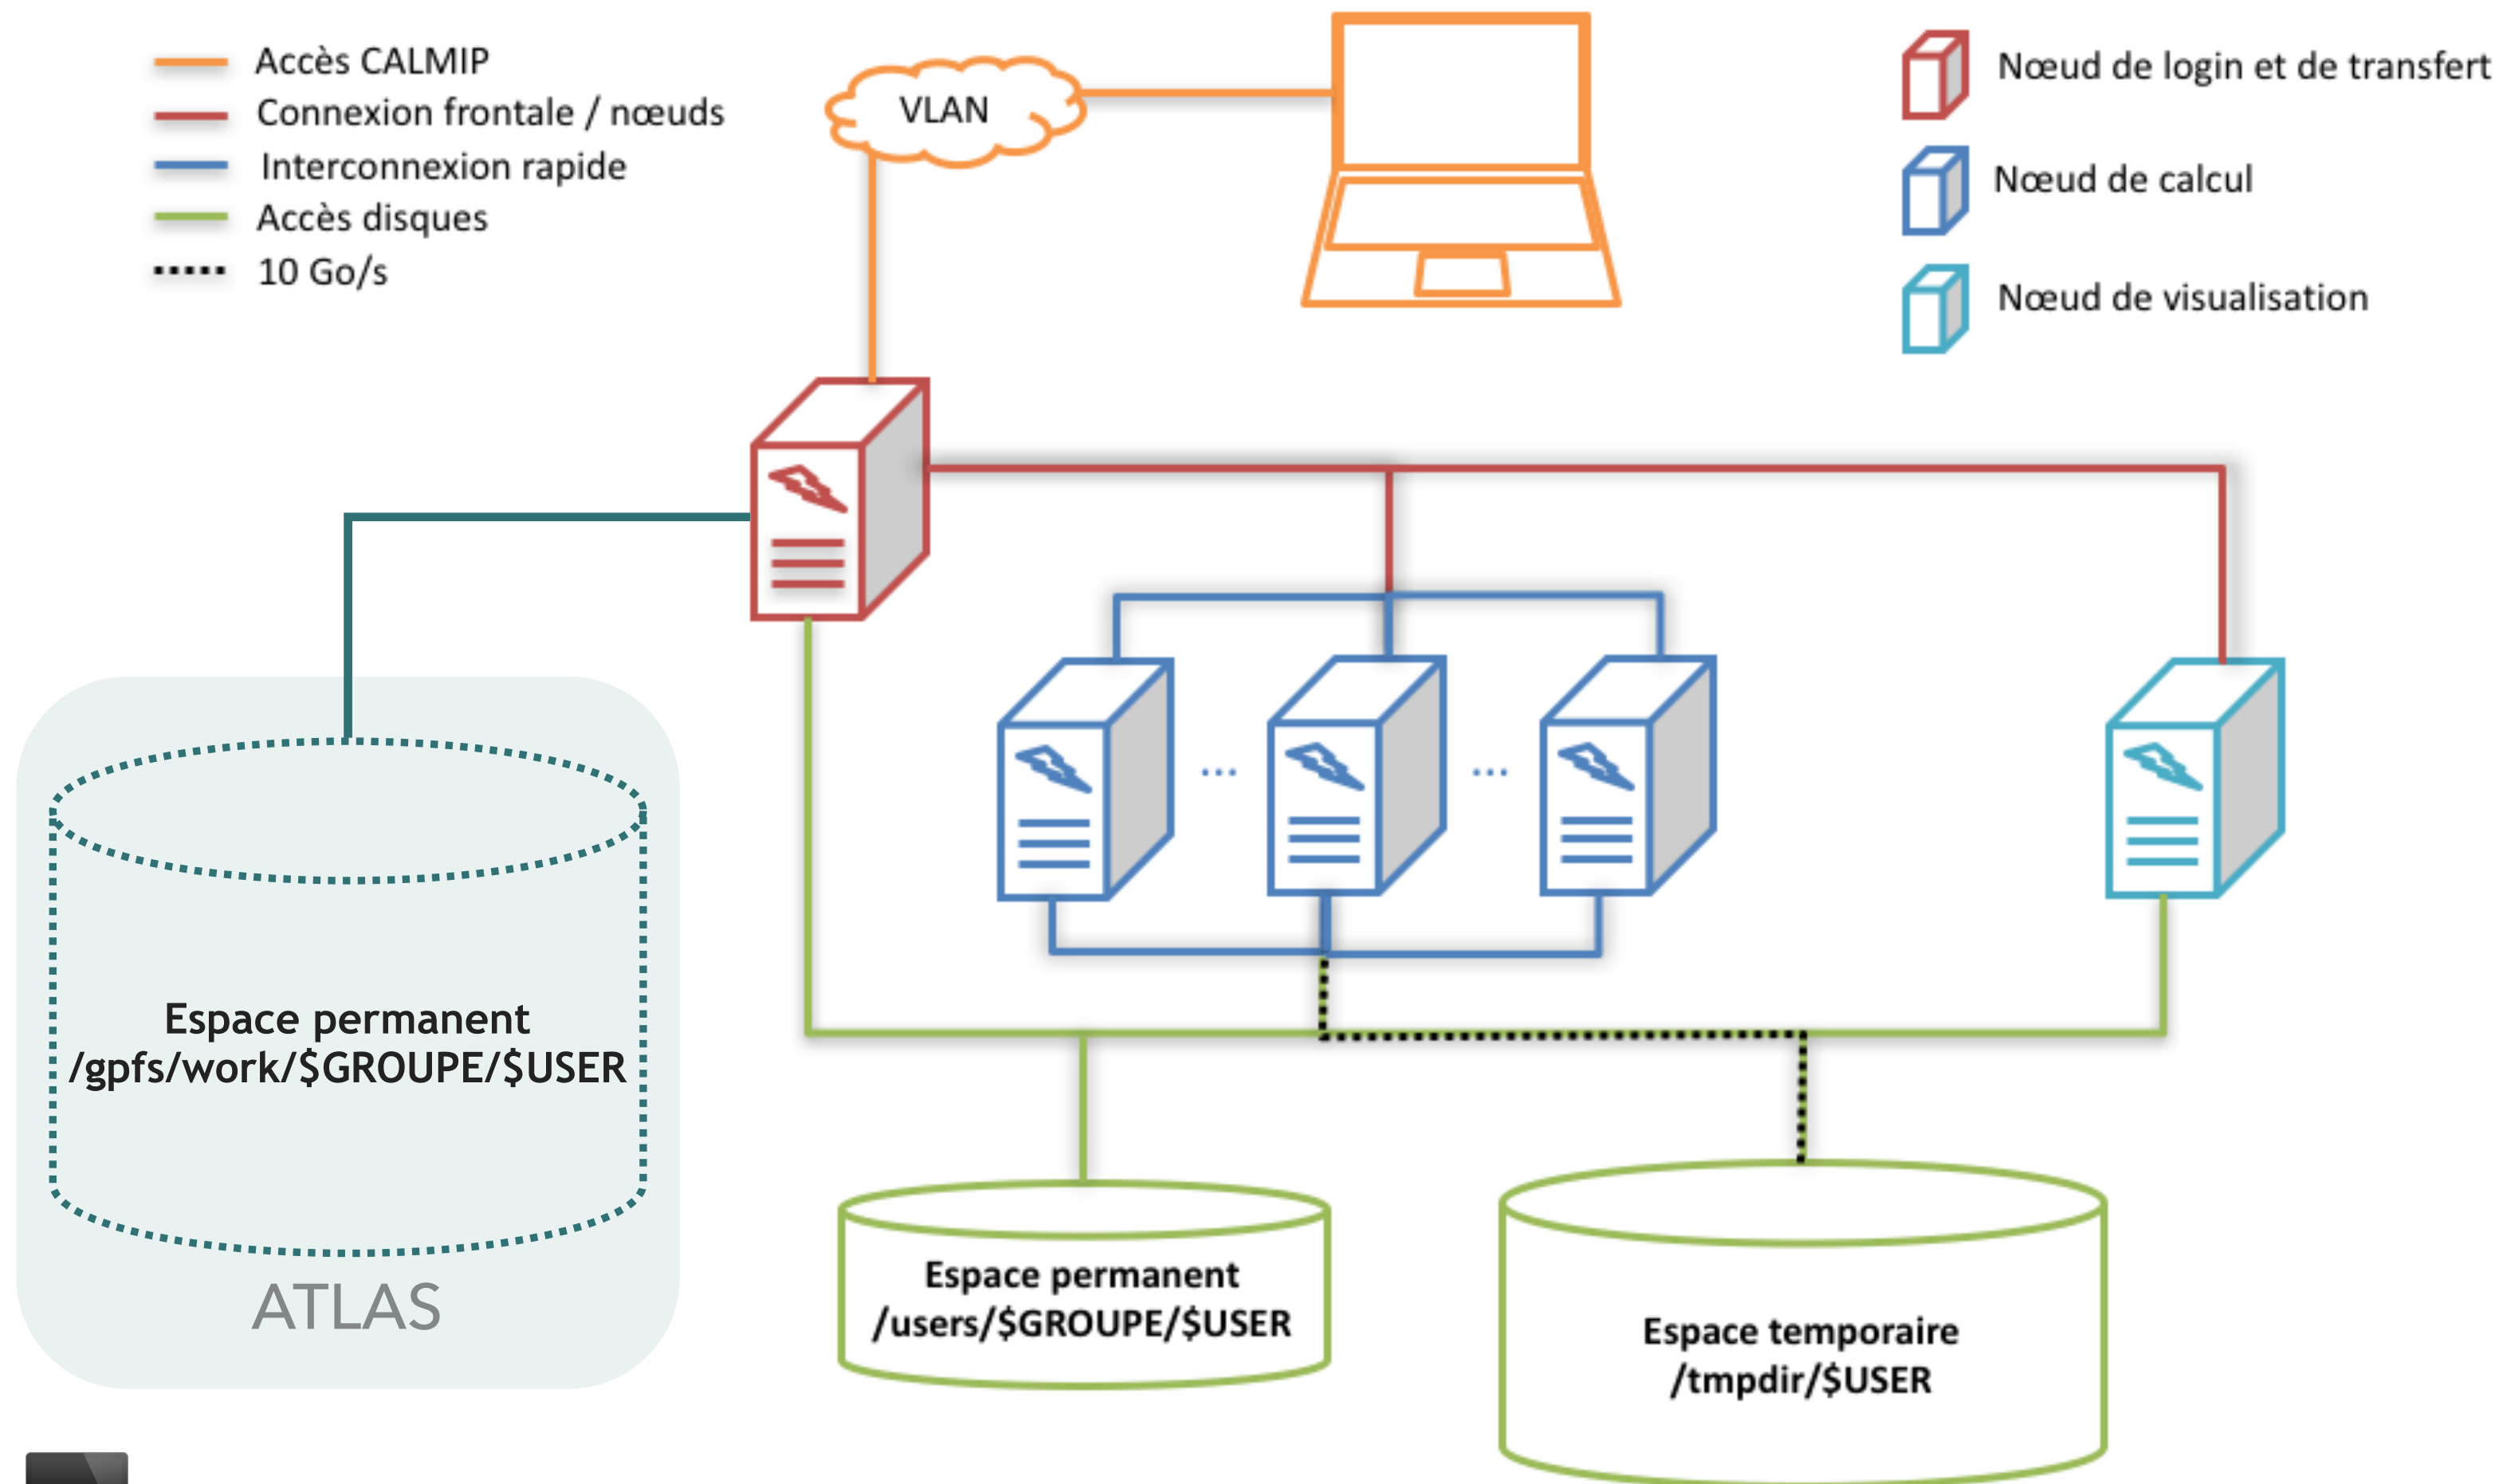 Accès CALMIP
Connexion frontale / nœuds
Interconnexion rapide
Accès disques
10 Go/s
VLAN
Nœud de login et de transfert
Nœud de calcul
Nœud de visualisation
...
...
Espace permanent
/gpfs/work/$GROUPE/$USER
ATLAS
Espace permanent
/users/$GROUPE/$USER
Espace temporaire
/tmpdir/$USER